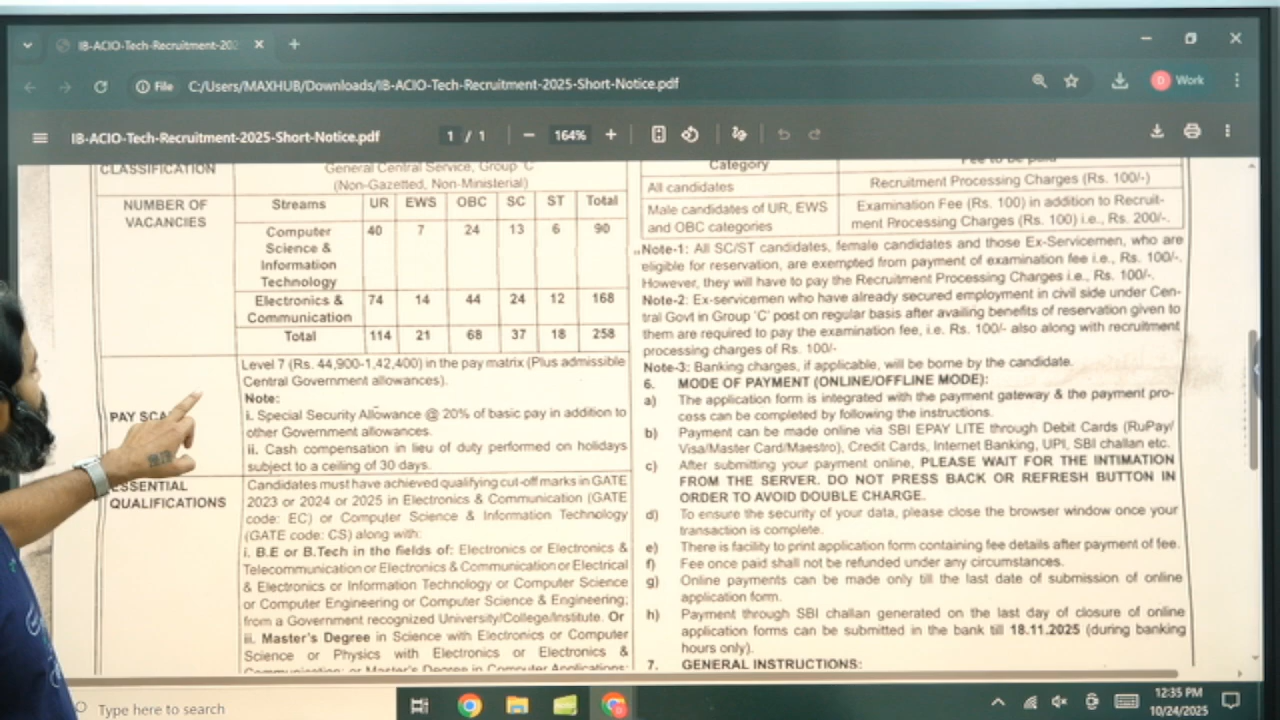 IB-ACIO-Tech-Recruitment-202
File C:/Users/MAXHUB/Downloads/IB-ACIO-Tech-Recruitment-2025-Short-Notice.pdf
Work
IB-ACIO-Tech-Recruitment-2025-Short-Notice.pdf
1 / 1
164%
CLASSIFICATION
General Central Service, Group 'C'
(Non-Gazetted, Non-Ministerial)
NUMBER OF
VACANCIES
Streams UR EWS OBC SC ST Total
Computer 40 7 24 13 6 90
Science &
Information
Technology
Electronics & 74 14 44 24 12 168
Communication
Total 114 21 68 37 18 258
PAY SCA
Level 7 (Rs. 44,900-1,42,400) in the pay matrix (Plus admissible
Central Government allowances).
Note:
i. Special Security Allowance @ 20% of basic pay in addition to
other Government allowances.
ii. Cash compensation in lieu of duty performed on holidays
subject to a ceiling of 30 days.
ESSENTIAL
QUALIFICATIONS
Candidates must have achieved qualifying cut-off marks in GATE
2023 or 2024 or 2025 in Electronics & Communication (GATE
code: EC) or Computer Science & Information Technology
(GATE code: CS) along with:
i. B.E or B.Tech in the fields of: Electronics or Electronics &
Telecommunication or Electronics & Communication or Electrical
& Electronics or Information Technology or Computer Science
or Computer Engineering or Computer Science & Engineering;
from a Government recognized University/College/Institute. Or
ii. Master's Degree in Science with Electronics or Computer
Science or Physics with Electronics or Electronics &
Communication; or Master's Degree in Computer Applications;
Category Fee to be paid
All candidates Recruitment Processing Charges (Rs. 100/-)
Male candidates of UR, EWS
and OBC categories
Examination Fee (Rs. 100) in addition to Recruit-
ment Processing Charges (Rs. 100) i.e., Rs. 200/-.
Note-1: All SC/ST candidates, female candidates and those Ex-Servicemen, who are
eligible for reservation, are exempted from payment of examination fee i.e., Rs. 100/-.
However, they will have to pay the Recruitment Processing Charges i.e., Rs. 100/-.
Note-2: Ex-servicemen who have already secured employment in civil side under Cen-
tral Govt in Group 'C' post on regular basis after availing benefits of reservation given to
them are required to pay the examination fee, i.e. Rs. 100/- also along with recruitment
processing charges of Rs. 100/-
Note-3: Banking charges, if applicable, will be borne by the candidate.
6. MODE OF PAYMENT (ONLINE/OFFLINE MODE):
a) The application form is integrated with the payment gateway & the payment pro-
cess can be completed by following the instructions.
b) Payment can be made online via SBI EPAY LITE through Debit Cards (RuPay/
Visa/Master Card/Maestro), Credit Cards, Internet Banking, UPI, SBI challan etc.
c) After submitting your payment online, PLEASE WAIT FOR THE INTIMATION
FROM THE SERVER. DO NOT PRESS BACK OR REFRESH BUTTON IN
ORDER TO AVOID DOUBLE CHARGE.
d) To ensure the security of your data, please close the browser window once your
transaction is complete.
e) There is facility to print application form containing fee details after payment of fee.
f) Fee once paid shall not be refunded under any circumstances.
g) Online payments can be made only till the last date of submission of online
application form.
h) Payment through SBI challan generated on the last day of closure of online
application forms can be submitted in the bank till 18.11.2025 (during banking
hours only).
7. GENERAL INSTRUCTIONS:
Type here to search
12:35 PM
10/24/2025